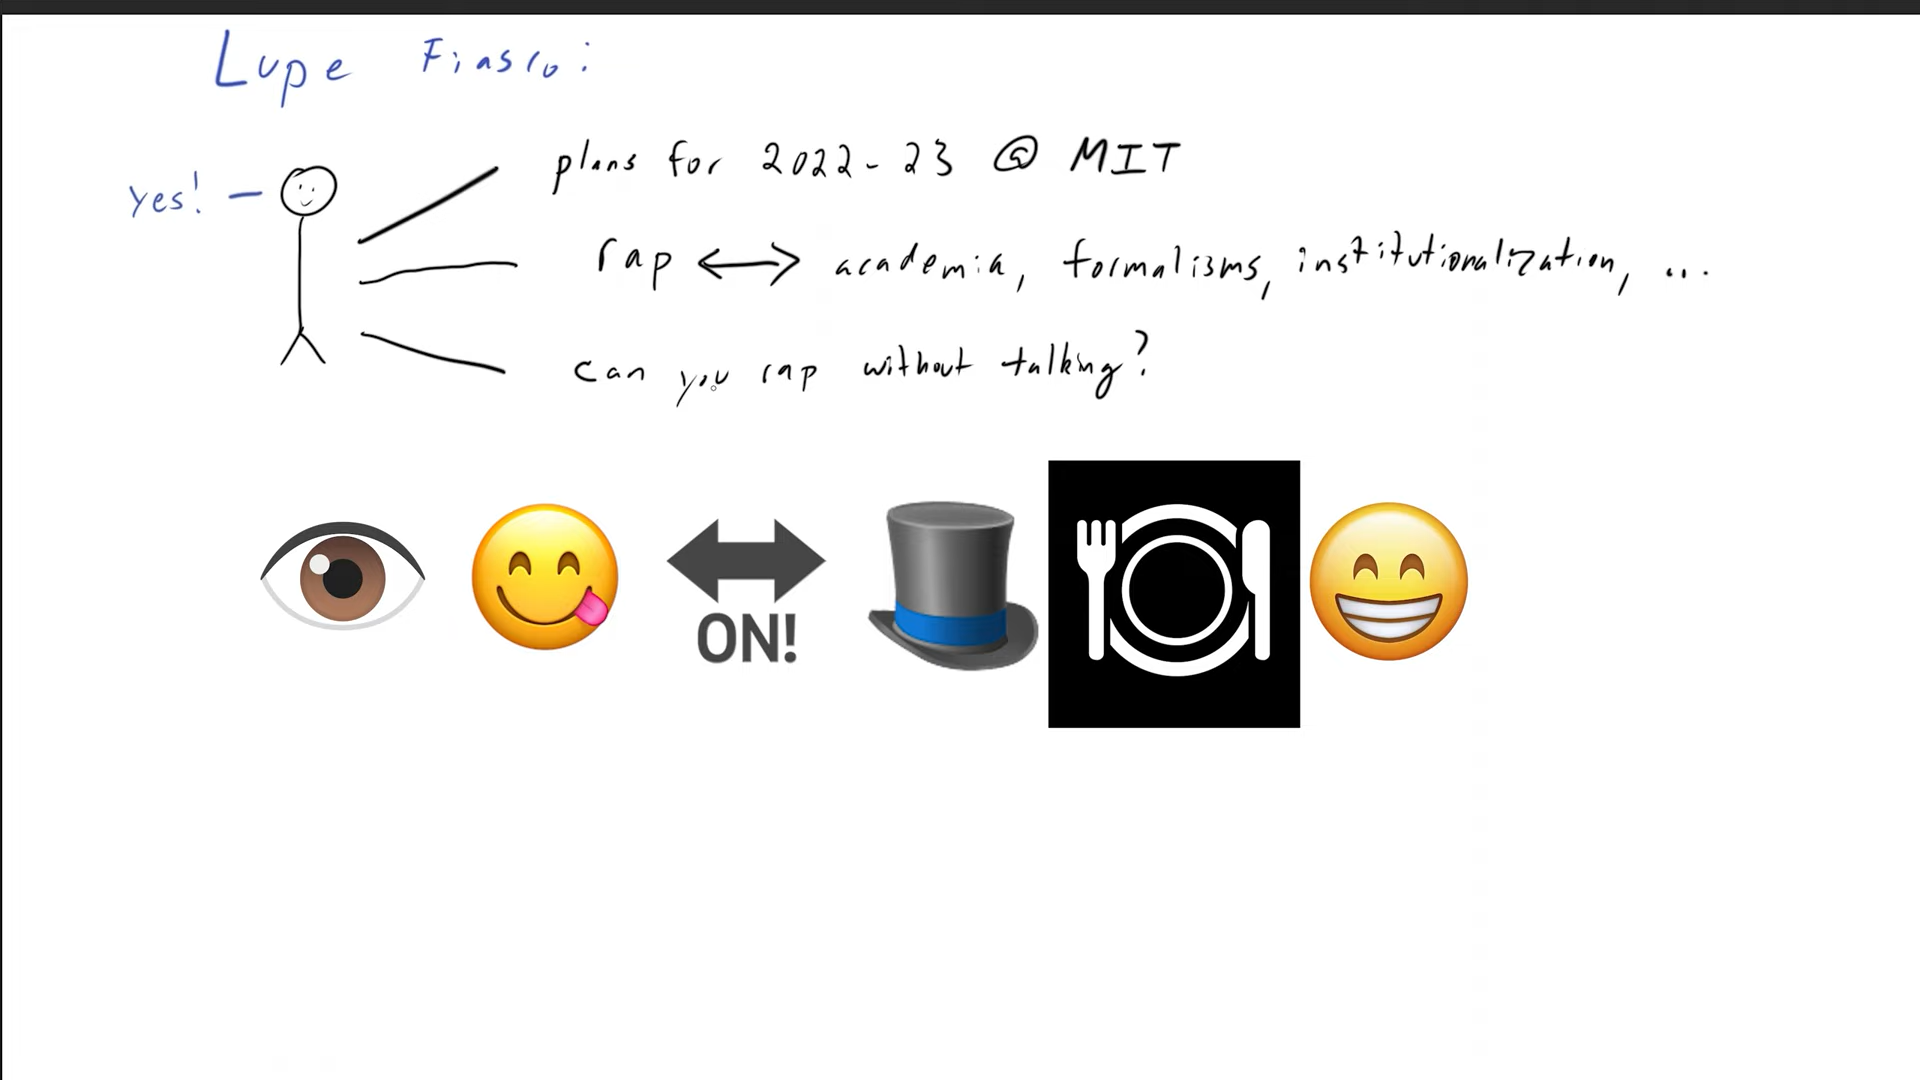 Lupe Fiasco:
plans for 2022-23 @ MIT
yes! –
rap ⟷ academia, formalisms, institutionalization, ...
can you rap without talking?
ON!